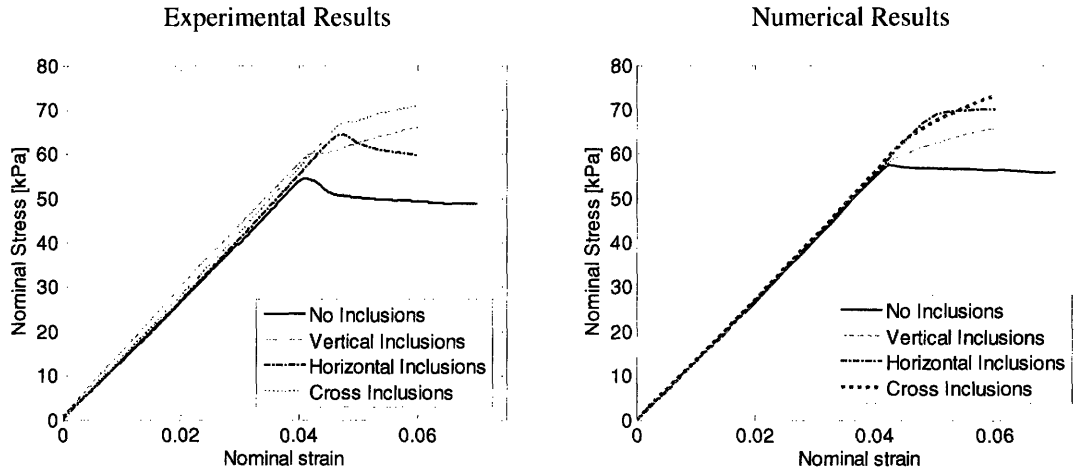 Experimental Results
80
70
60
50
40
30
20
10
0
Nominal Stress [kPa]
0
0.02
0.04
0.06
Nominal strain
No Inclusions
Vertical Inclusions
Horizontal Inclusions
Cross Inclusions
Numerical Results
80
70
60
50
40
30
20
10
0
Nominal Stress [kPa]
0
0.02
0.04
0.06
Nominal strain
No Inclusions
Vertical Inclusions
Horizontal Inclusions
Cross Inclusions